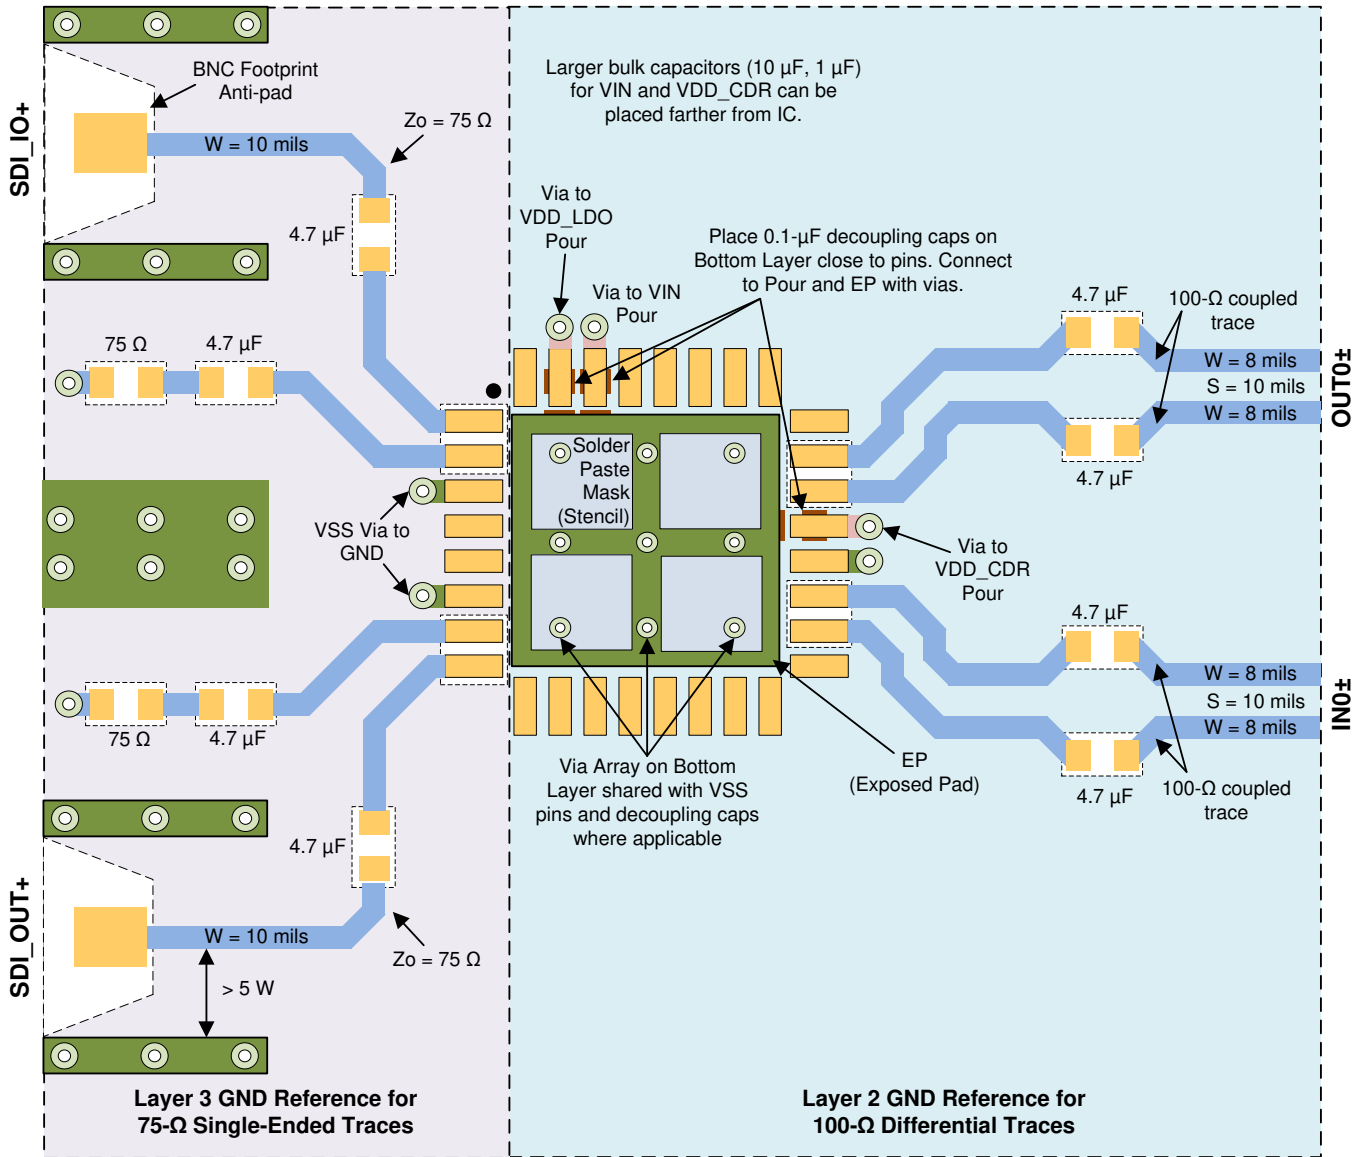 SDI_IO+
BNC Footprint
Anti-pad
W = 10 mils
Zo = 75 Ω
4.7 µF
75 Ω
4.7 µF
Larger bulk capacitors (10 µF, 1 µF)
for VIN and VDD_CDR can be
placed farther from IC.
Via to
VDD_LDO
Pour
Via to VIN
Pour
Place 0.1-µF decoupling caps on
Bottom Layer close to pins. Connect
to Pour and EP with vias.
4.7 µF
100-Ω coupled
trace
W = 8 mils
S = 10 mils
W = 8 mils
4.7 µF
OUT0±
Solder
Paste
Mask
(Stencil)
VSS Via to
GND
Via to
VDD_CDR
Pour
4.7 µF
W = 8 mils
S = 10 mils
W = 8 mils
4.7 µF
100-Ω coupled
trace
IN0±
75 Ω
4.7 µF
Via Array on Bottom
Layer shared with VSS
pins and decoupling caps
where applicable
EP
(Exposed Pad)
4.7 µF
SDI_OUT+
W = 10 mils
Zo = 75 Ω
> 5 W
Layer 3 GND Reference for
75-Ω Single-Ended Traces
Layer 2 GND Reference for
100-Ω Differential Traces